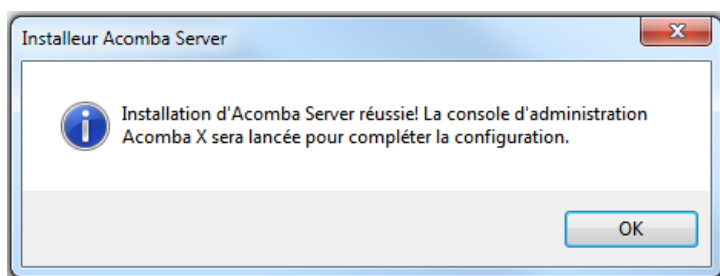 Installeur Acomba Server
Installation d'Acomba Server réussie! La console d'administration
Acomba X sera lancée pour compléter la configuration.
OK